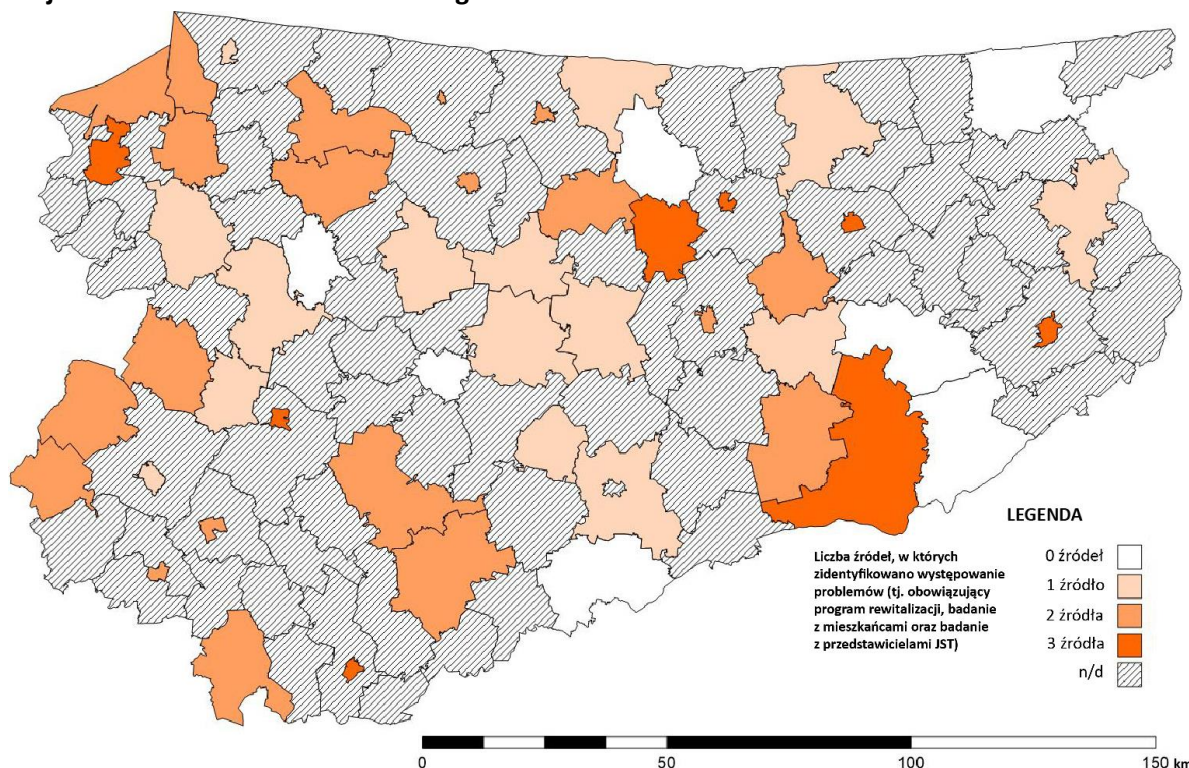 LEGENDA
Liczba źródeł, w których
zidentyfikowano występowanie
problemów (tj. obowiązujący
program rewitalizacji, badanie
z mieszkańcami oraz badanie
z przedstawicielami JST)
0 źródeł
1 źródło
2 źródła
3 źródła
n/d
0 50 100 150 km